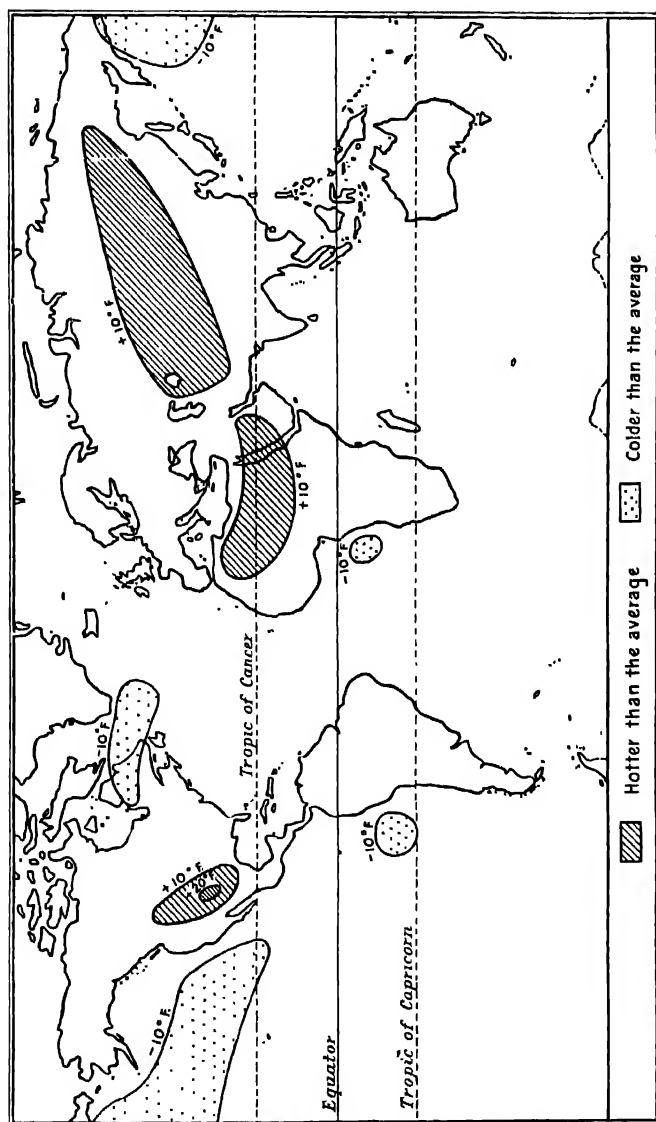 -10°F.
+10°F.
+20°F.
-10°F
+10°F
+10°F
-10°F
-10°F
-10°F
Tropic of Cancer
Equator
Tropic of Capricorn
Hotter than the average
Colder than the average